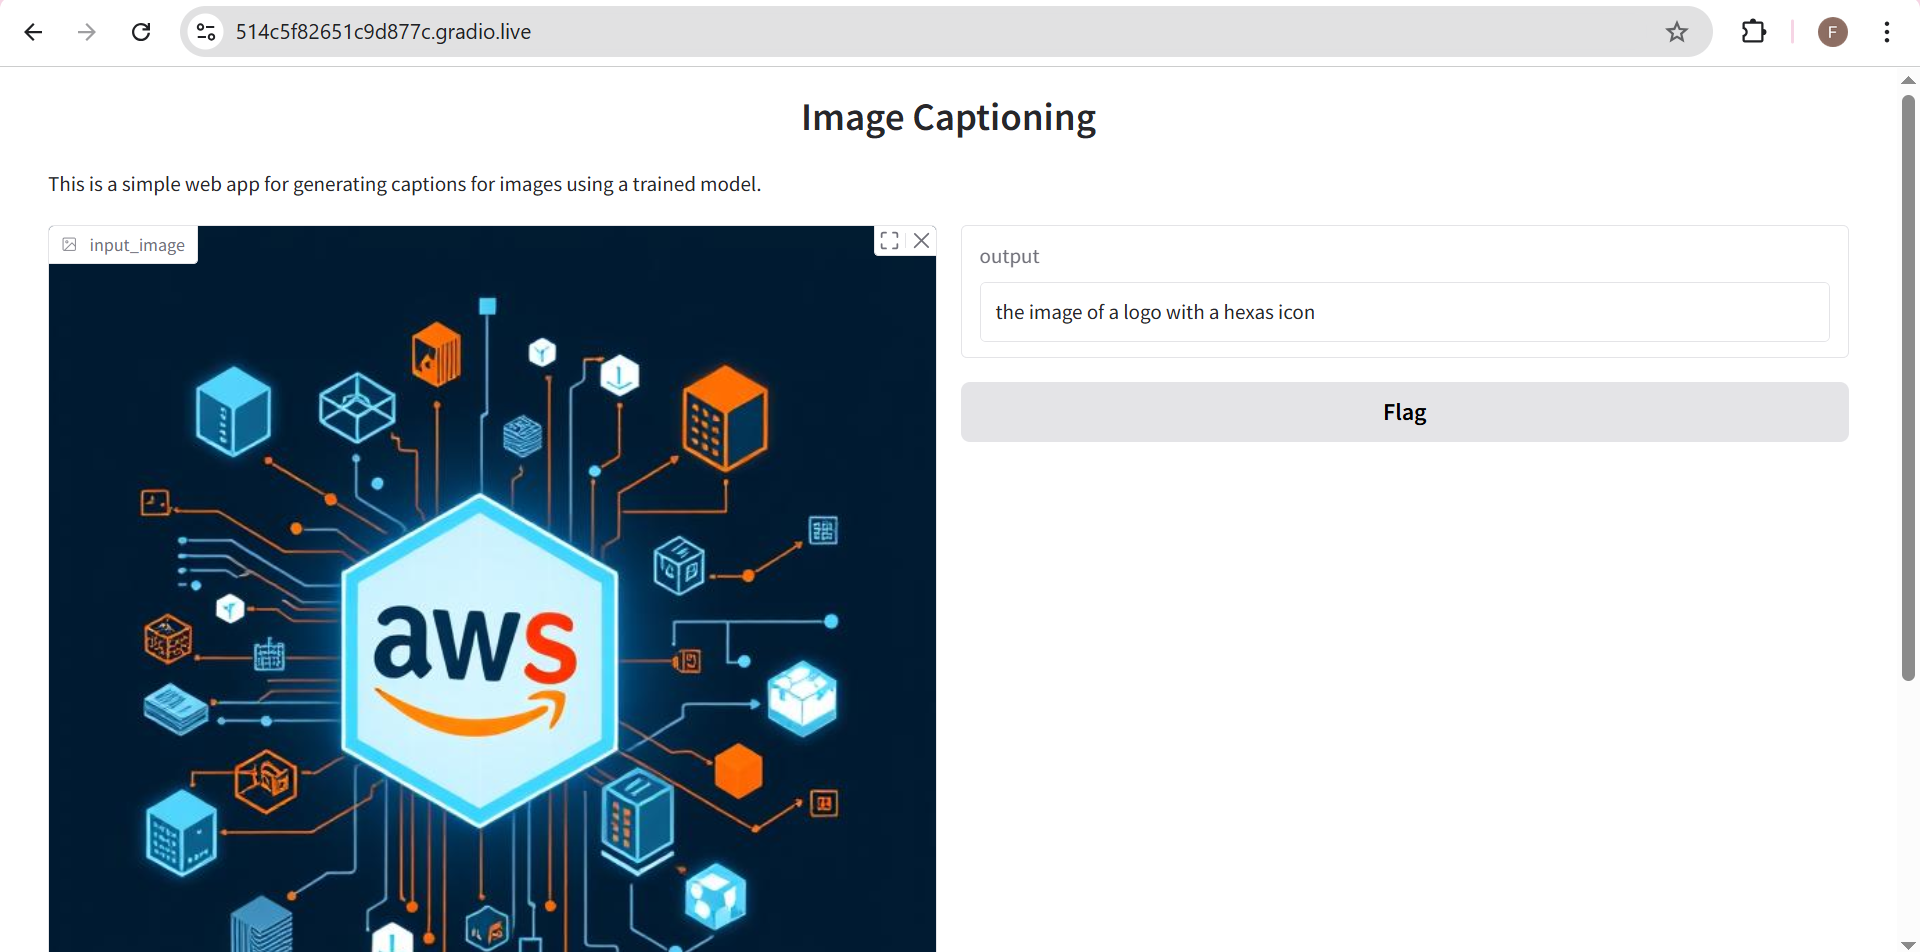 514c5f82651c9d877c.gradio.live
F
Image Captioning
This is a simple web app for generating captions for images using a trained model.
input_image
output
the image of a logo with a hexas icon
Flag
aws